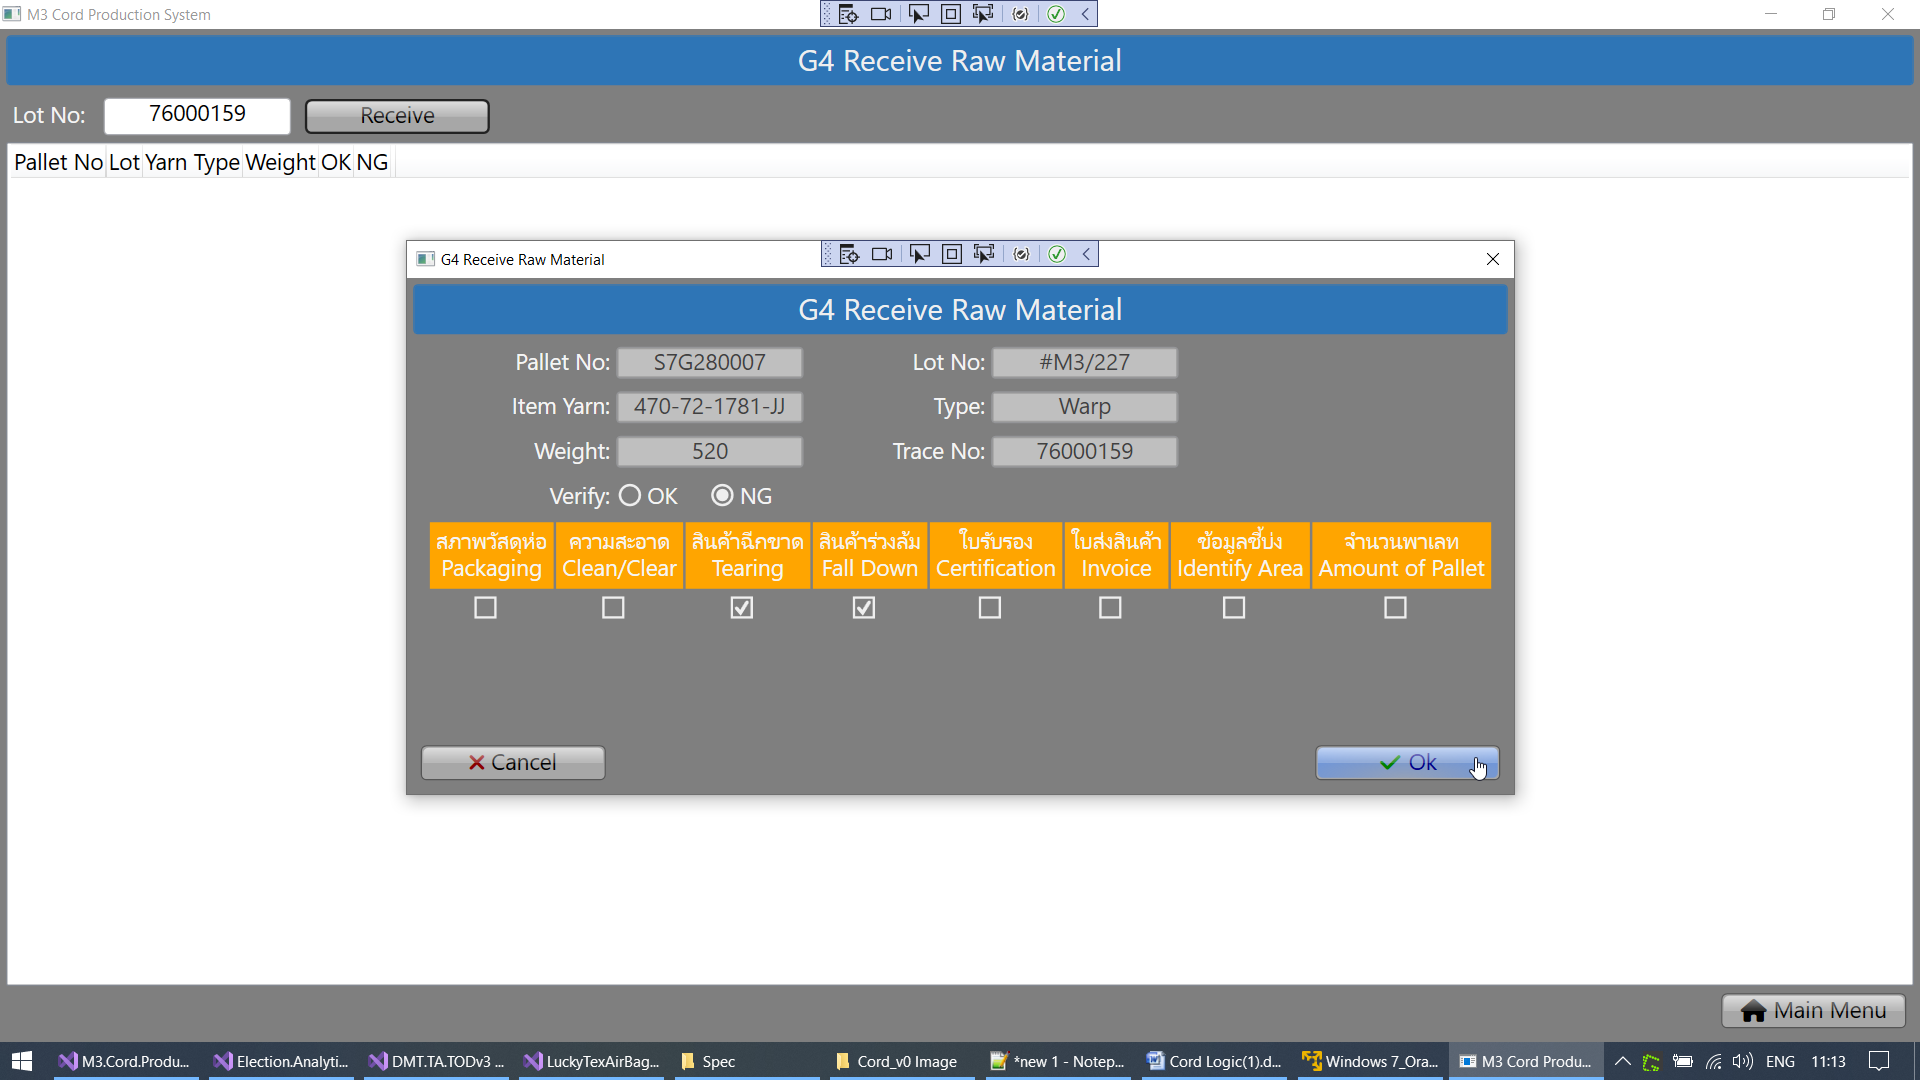 M3 Cord Production System
G4 Receive Raw Material
Lot No: 76000159 Receive
Pallet No Lot Yarn Type Weight OK NG
G4 Receive Raw Material
G4 Receive Raw Material
Pallet No: S7G280007 Lot No: #M3/227
Item Yarn: 470-72-1781-JJ Type: Warp
Weight: 520 Trace No: 76000159
Verify: OK NG
สภาพวัสดุห่อ ความสะอาด สินค้าฉีกขาด สินค้าร่วงล้ม ใบรับรอง ใบส่งสินค้า ข้อมูลชี้บ่ง จำนวนพาเลท
Packaging Clean/Clear Tearing Fall Down Certification Invoice Identify Area Amount of Pallet
Cancel Ok
Main Menu
M3.Cord.Produ... Election.Analyti... DMT.TA.TODv3 ... LuckyTexAirBag... Spec Cord_v0 Image *new 1 - Notep... Cord Logic(1).d... Windows 7_Ora... M3 Cord Produ... ENG 11:13